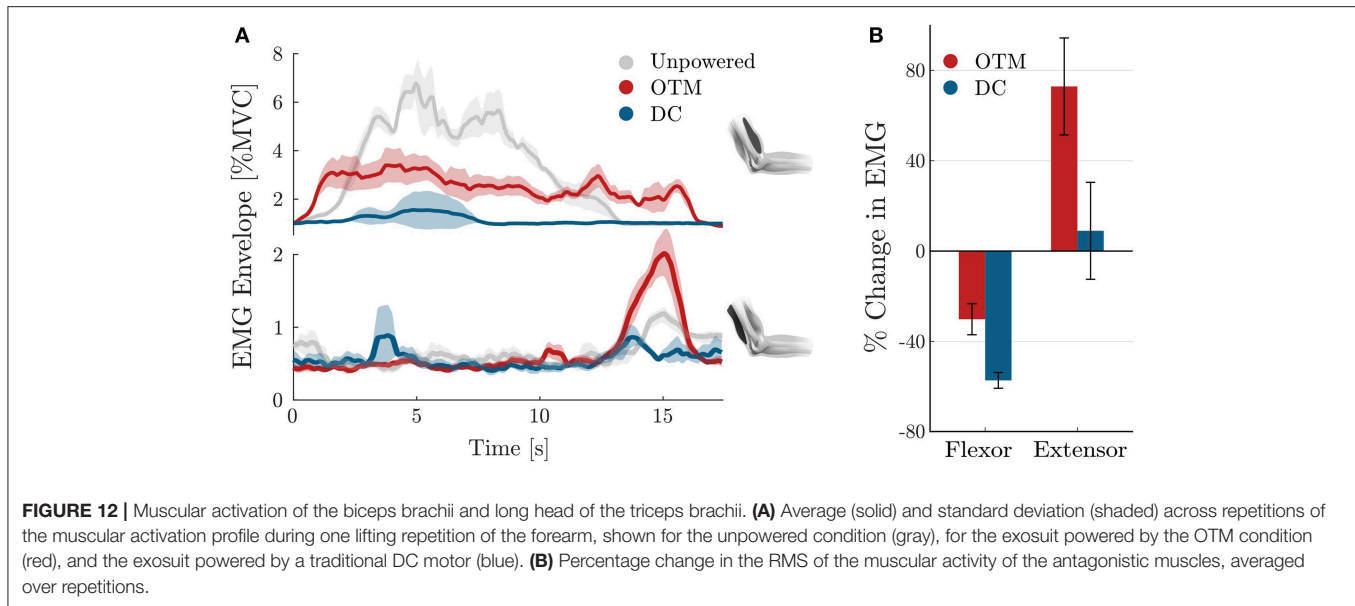 A
8
6
4
2
EMG Envelope [%MVC]
Unpowered
OTM
DC
2
1
0
0
5
10
15
Time [s]
B
% Change in EMG
80
40
0
-40
-80
OTM
DC
Flexor
Extensor
FIGURE 12 | Muscular activation of the biceps brachii and long head of the triceps brachii. (A) Average (solid) and standard deviation (shaded) across repetitions of
the muscular activation profile during one lifting repetition of the forearm, shown for the unpowered condition (gray), for the exosuit powered by the OTM condition
(red), and the exosuit powered by a traditional DC motor (blue). (B) Percentage change in the RMS of the muscular activity of the antagonistic muscles, averaged
over repetitions.